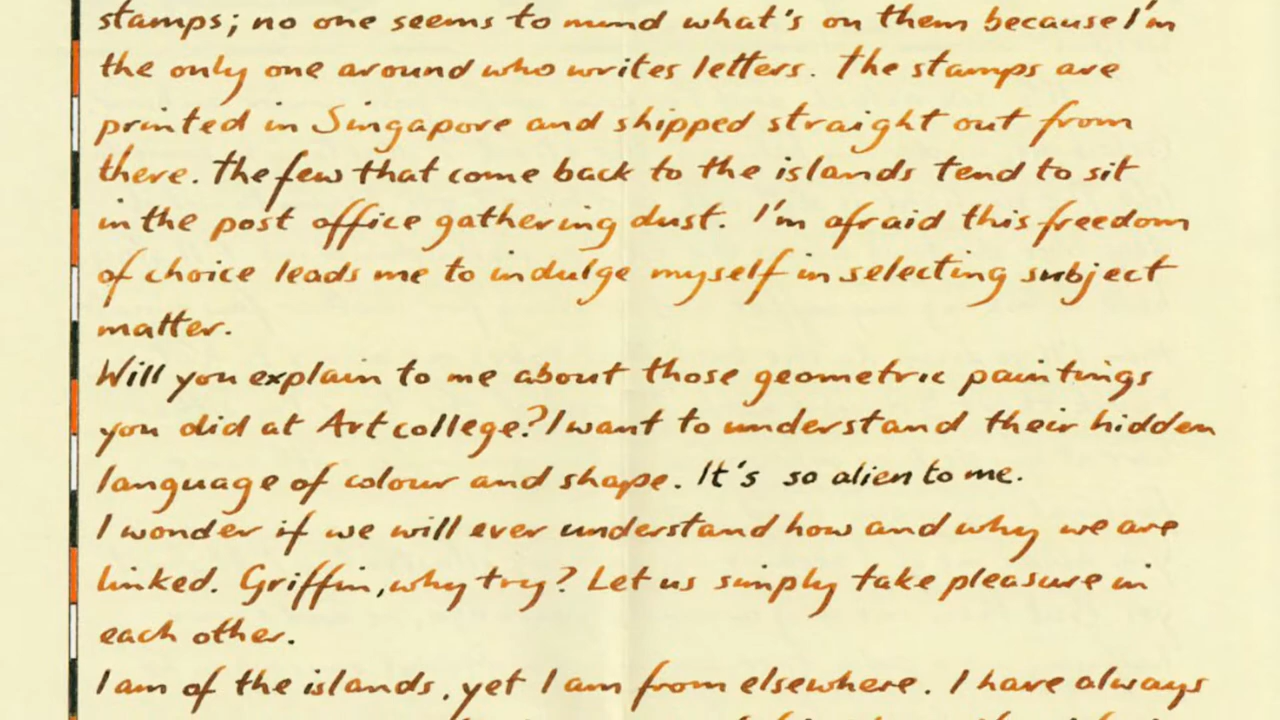 stamps; no one seems to mind what's on them because I'm
the only one around who writes letters. The stamps are
printed in Singapore and shipped straight out from
there. The few that come back to the islands tend to sit
in the post office gathering dust. I'm afraid this freedom
of choice leads me to indulge myself in selecting subject
matter.
Will you explain to me about those geometric paintings
you did at Art college? I want to understand their hidden
language of colour and shape. It's so alien to me.
I wonder if we will ever understand how and why we are
linked. Griffin, why try? Let us simply take pleasure in
each other.
I am of the islands, yet I am from elsewhere. I have always